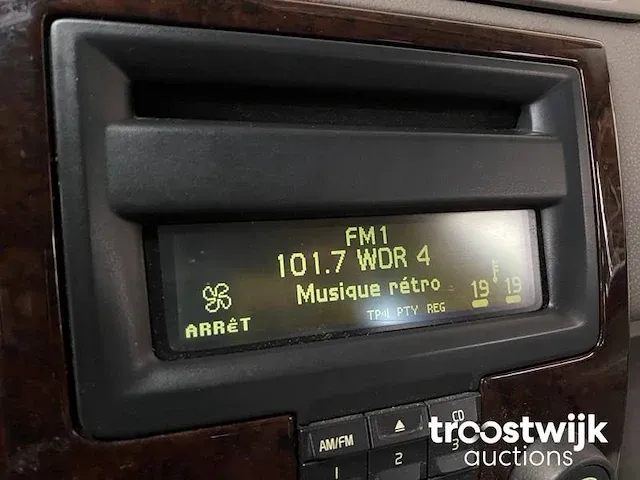 FM1
101.7 WDR 4
Musique rétro
19 19
TP PTY REG
ARRêT
CD
AM/FM
1 2 3
troostwijk
auctions